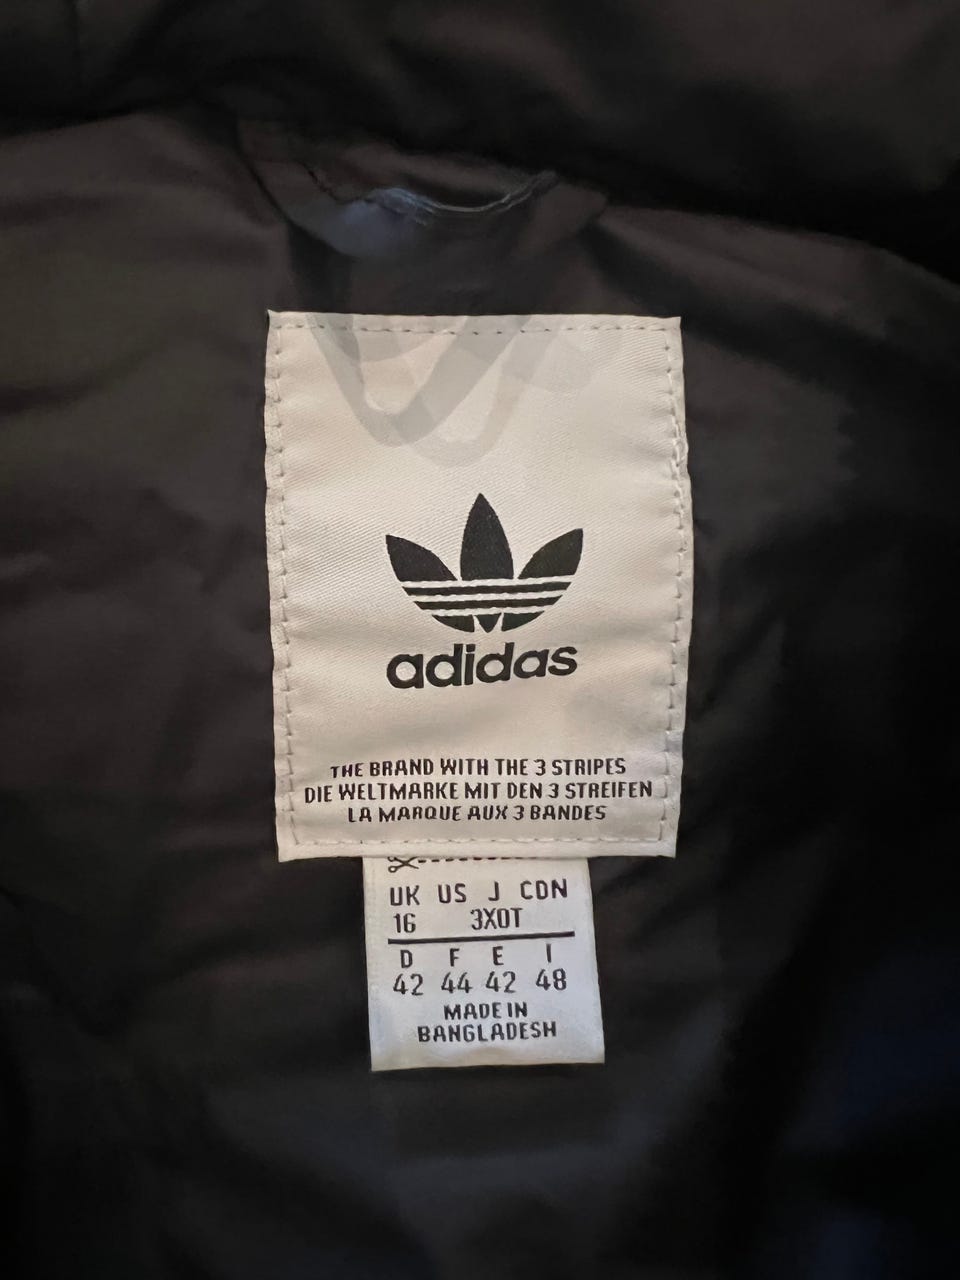 adidas
THE BRAND WITH THE 3 STRIPES
DIE WELTMARKE MIT DEN 3 STREIFEN
LA MARQUE AUX 3 BANDES
UK US J CDN
16 3XOT
D F E I
42 44 42 48
MADE IN
BANGLADESH